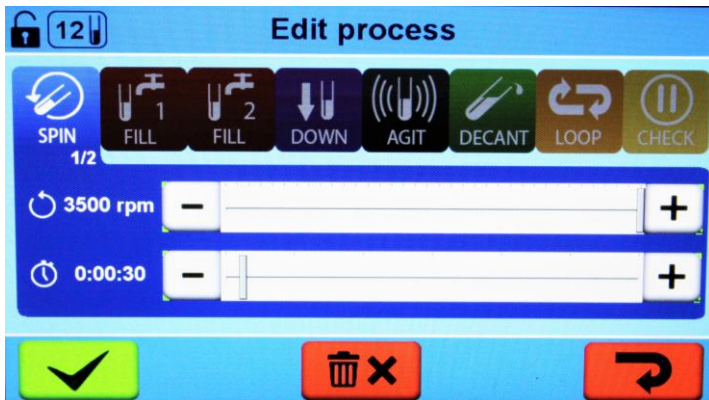 12
Edit process
1
2
SPIN
FILL
FILL
DOWN
AGIT
DECANT
LOOP
CHECK
1/2
3500 rpm
− +
0:00:30
− +